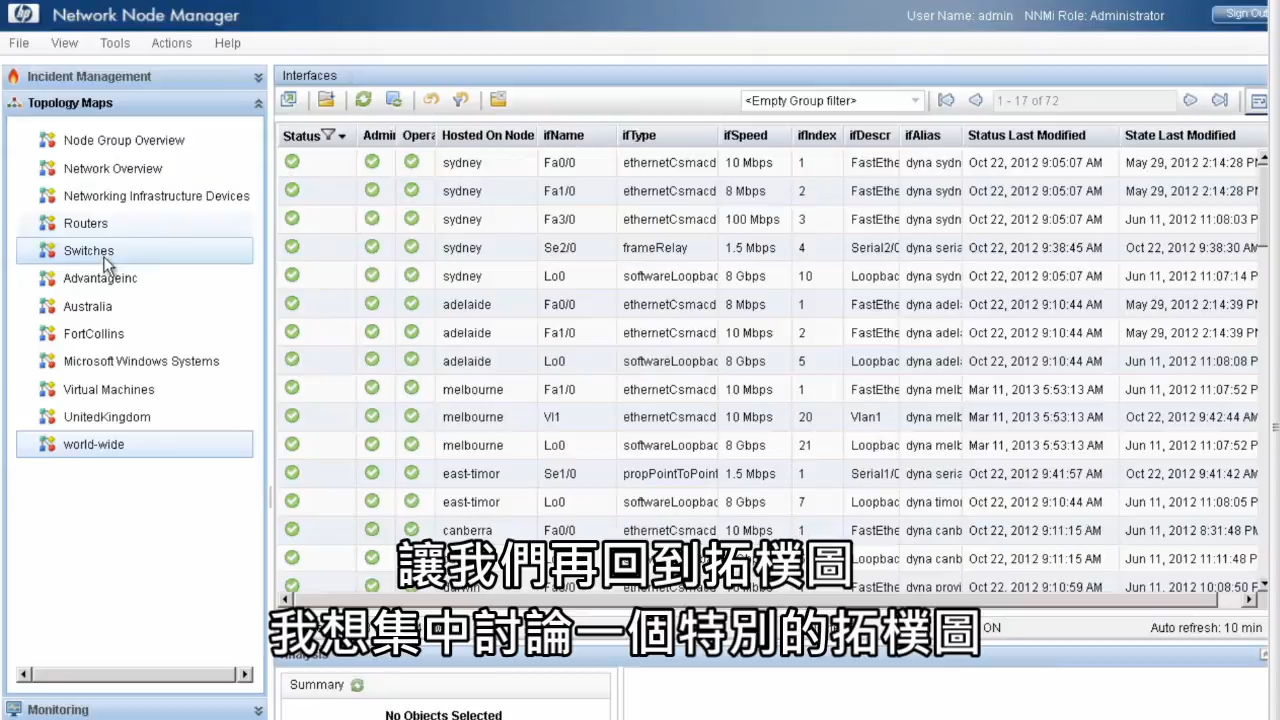 hp Network Node Manager
User Name: admin NNMi Role: Administrator Sign Out
File View Tools Actions Help
Incident Management
Topology Maps
Node Group Overview
Network Overview
Networking Infrastructure Devices
Routers
Switches
AdvantageInc
Australia
FortCollins
Microsoft Windows Systems
Virtual Machines
UnitedKingdom
world-wide
Monitoring
Interfaces
<Empty Group filter> 1 - 17 of 72
Status Admi Opera Hosted On Node ifName ifType ifSpeed ifIndex ifDescr ifAlias Status Last Modified State Last Modified
sydney Fa0/0 ethernetCsmacd 10 Mbps 1 FastEthe dyna sydn Oct 22, 2012 9:05:07 AM May 29, 2012 2:14:28 P
sydney Fa1/0 ethernetCsmacd 8 Mbps 2 FastEthe dyna sydn Oct 22, 2012 9:05:07 AM May 29, 2012 2:14:28 P
sydney Fa3/0 ethernetCsmacd 100 Mbps 3 FastEthe dyna sydn Oct 22, 2012 9:05:07 AM Jun 11, 2012 11:08:03 P
sydney Se2/0 frameRelay 1.5 Mbps 4 Serial2/0 dyna seria Oct 22, 2012 9:38:45 AM Oct 22, 2012 9:38:30 AM
sydney Lo0 softwareLoopbac 8 Gbps 10 Loopbac dyna sydn Oct 22, 2012 9:05:07 AM Jun 11, 2012 11:07:14 P
adelaide Fa0/0 ethernetCsmacd 8 Mbps 1 FastEthe dyna adel Oct 22, 2012 9:10:44 AM May 29, 2012 2:14:39 P
adelaide Fa1/0 ethernetCsmacd 10 Mbps 2 FastEthe dyna adel Oct 22, 2012 9:10:44 AM May 29, 2012 2:14:39 P
adelaide Lo0 softwareLoopbac 8 Gbps 5 Loopbac dyna adel Oct 22, 2012 9:10:44 AM Jun 11, 2012 11:08:08 P
melbourne Fa1/0 ethernetCsmacd 10 Mbps 1 FastEthe dyna melb Mar 11, 2013 5:53:13 AM Jun 11, 2012 11:07:52 P
melbourne Vl1 ethernetCsmacd 10 Mbps 20 Vlan1 dyna melb Mar 11, 2013 5:53:13 AM Oct 22, 2012 9:42:44 AM
melbourne Lo0 softwareLoopbac 8 Gbps 21 Loopbac dyna melb Mar 11, 2013 5:53:13 AM Jun 11, 2012 11:07:52 P
east-timor Se1/0 propPointToPoint 1.5 Mbps 1 Serial1/0 dyna seria Oct 22, 2012 9:41:57 AM Oct 22, 2012 9:41:42 AM
east-timor Lo0 softwareLoopbac 8 Gbps 7 Loopbac dyna timor Oct 22, 2012 9:10:44 AM Jun 11, 2012 11:08:05 P
canberra Fa0/0 ethernetCsmacd 10 Mbps 1 FastEthe dyna canb Oct 22, 2012 9:11:15 AM Jun 11, 2012 8:31:48 PM
Loopbac dyna canb Oct 22, 2012 9:11:15 AM Jun 11, 2012 11:11:48 P
FastEthe dyna provi Oct 22, 2012 9:10:59 AM Jun 11, 2012 10:08:50 P
讓我們再回到拓樸圖
我想集中討論一個特別的拓樸圖
ON Auto refresh: 10 min
Analysis
Summary
No Objects Selected